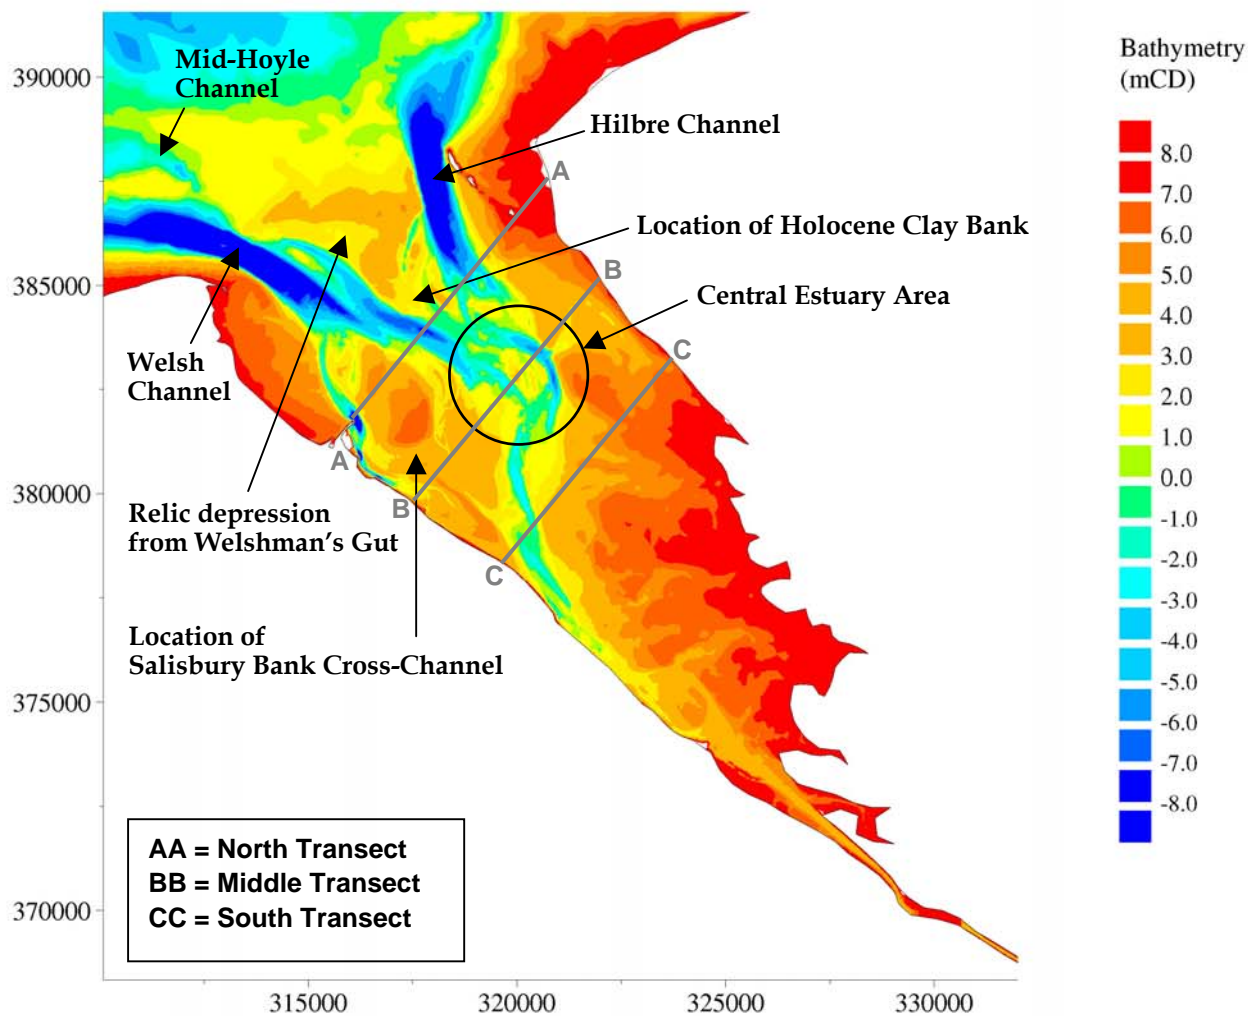 Bathymetry
(mCD)
390000
385000
380000
375000
370000
315000
320000
325000
330000
Mid-Hoyle
Channel
Hilbre Channel
A
Location of Holocene Clay Bank
B
Central Estuary Area
C
Welsh
Channel
A
B
C
Relic depression
from Welshman's Gut
Location of
Salisbury Bank Cross-Channel
AA = North Transect
BB = Middle Transect
CC = South Transect
8.0
7.0
6.0
5.0
4.0
3.0
2.0
1.0
0.0
-1.0
-2.0
-3.0
-4.0
-5.0
-6.0
-7.0
-8.0